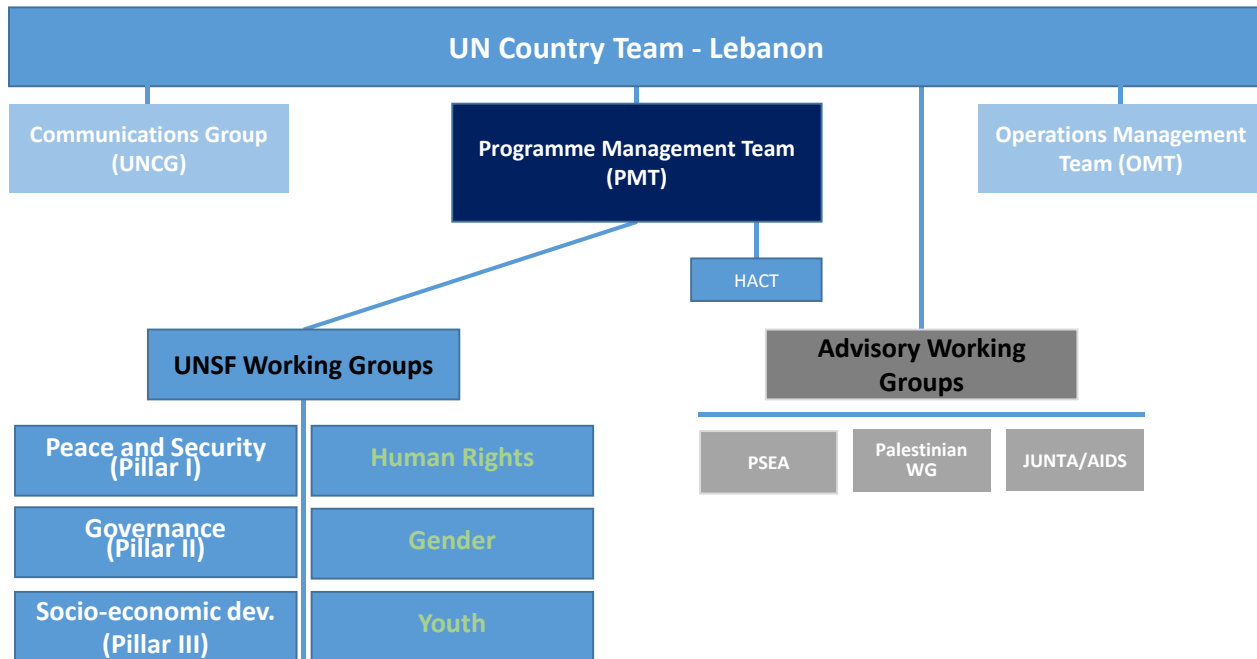 UN Country Team - Lebanon
Communications Group
(UNCG)
Programme Management Team
(PMT)
Operations Management
Team (OMT)
HACT
UNSF Working Groups
Advisory Working
Groups
Peace and Security
(Pillar I)
Human Rights
PSEA
Palestinian
WG
JUNTA/AIDS
Governance
(Pillar II)
Gender
Socio-economic dev.
(Pillar III)
Youth